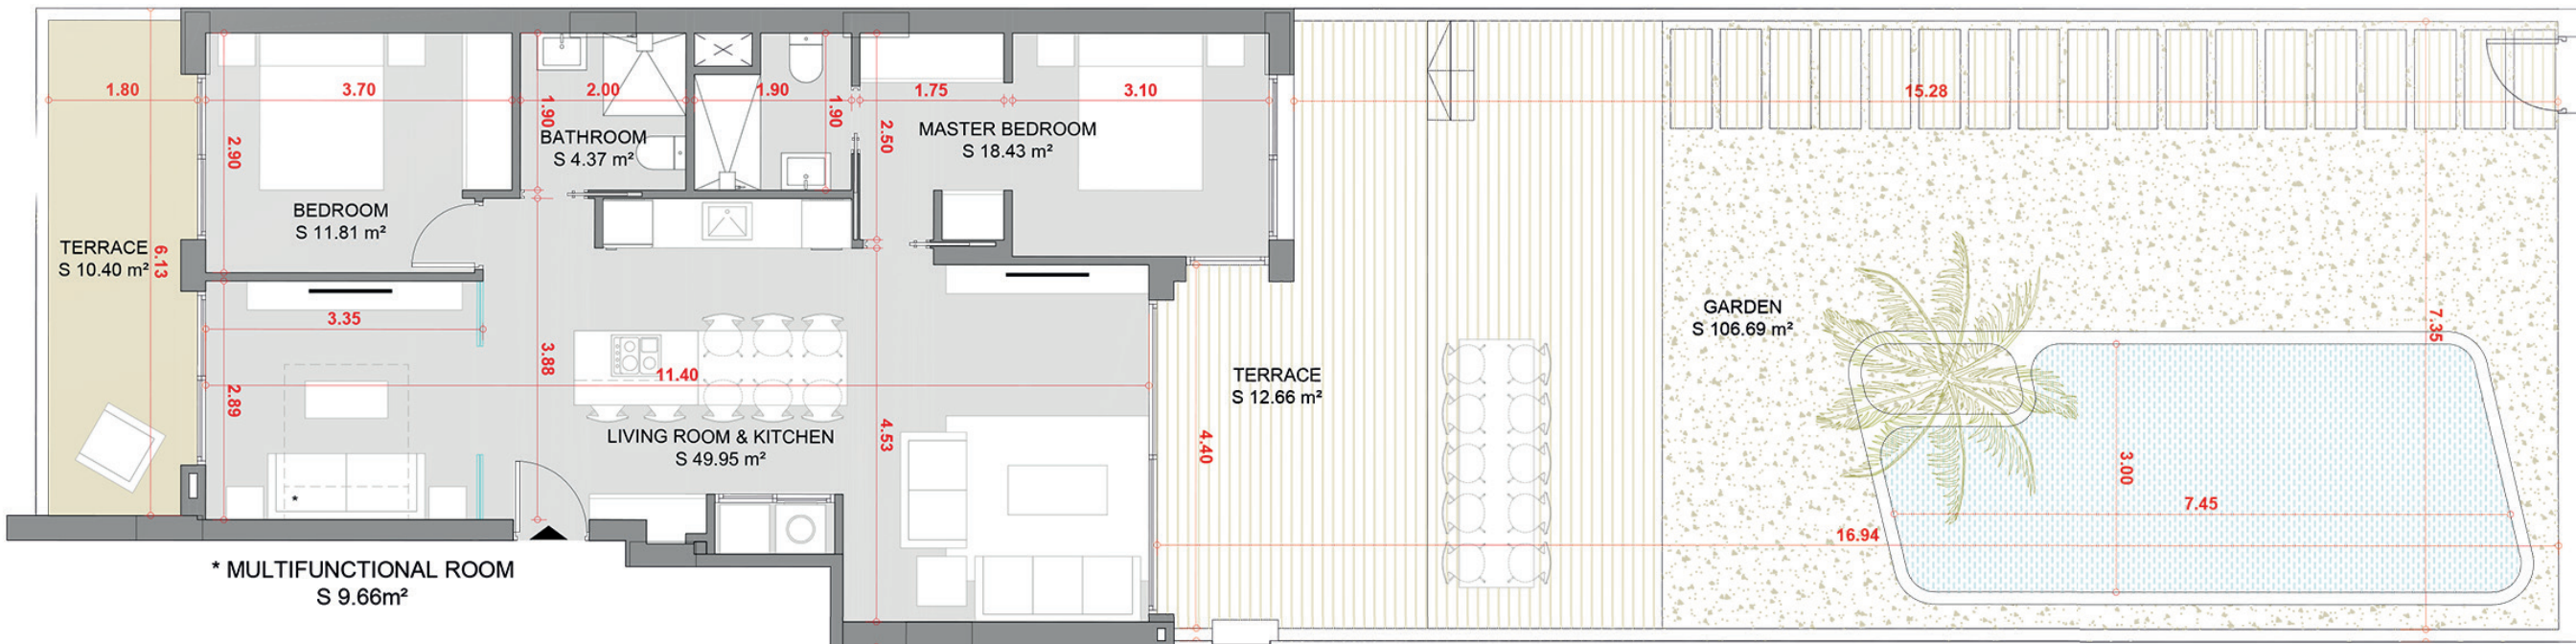 1.80
3.70
2.00
1.90
1.75
3.10
15.28
1.90
1.90
2.50
2.90
BATHROOM
S 4.37 m²
MASTER BEDROOM
S 18.43 m²
BEDROOM
S 11.81 m²
TERRACE
S 10.40 m²
6.13
3.35
3.88
2.89
11.40
LIVING ROOM & KITCHEN
S 49.95 m²
4.53
TERRACE
S 12.66 m²
4.40
GARDEN
S 106.69 m²
7.35
3.00
7.45
16.94
*
* MULTIFUNCTIONAL ROOM
S 9.66m²